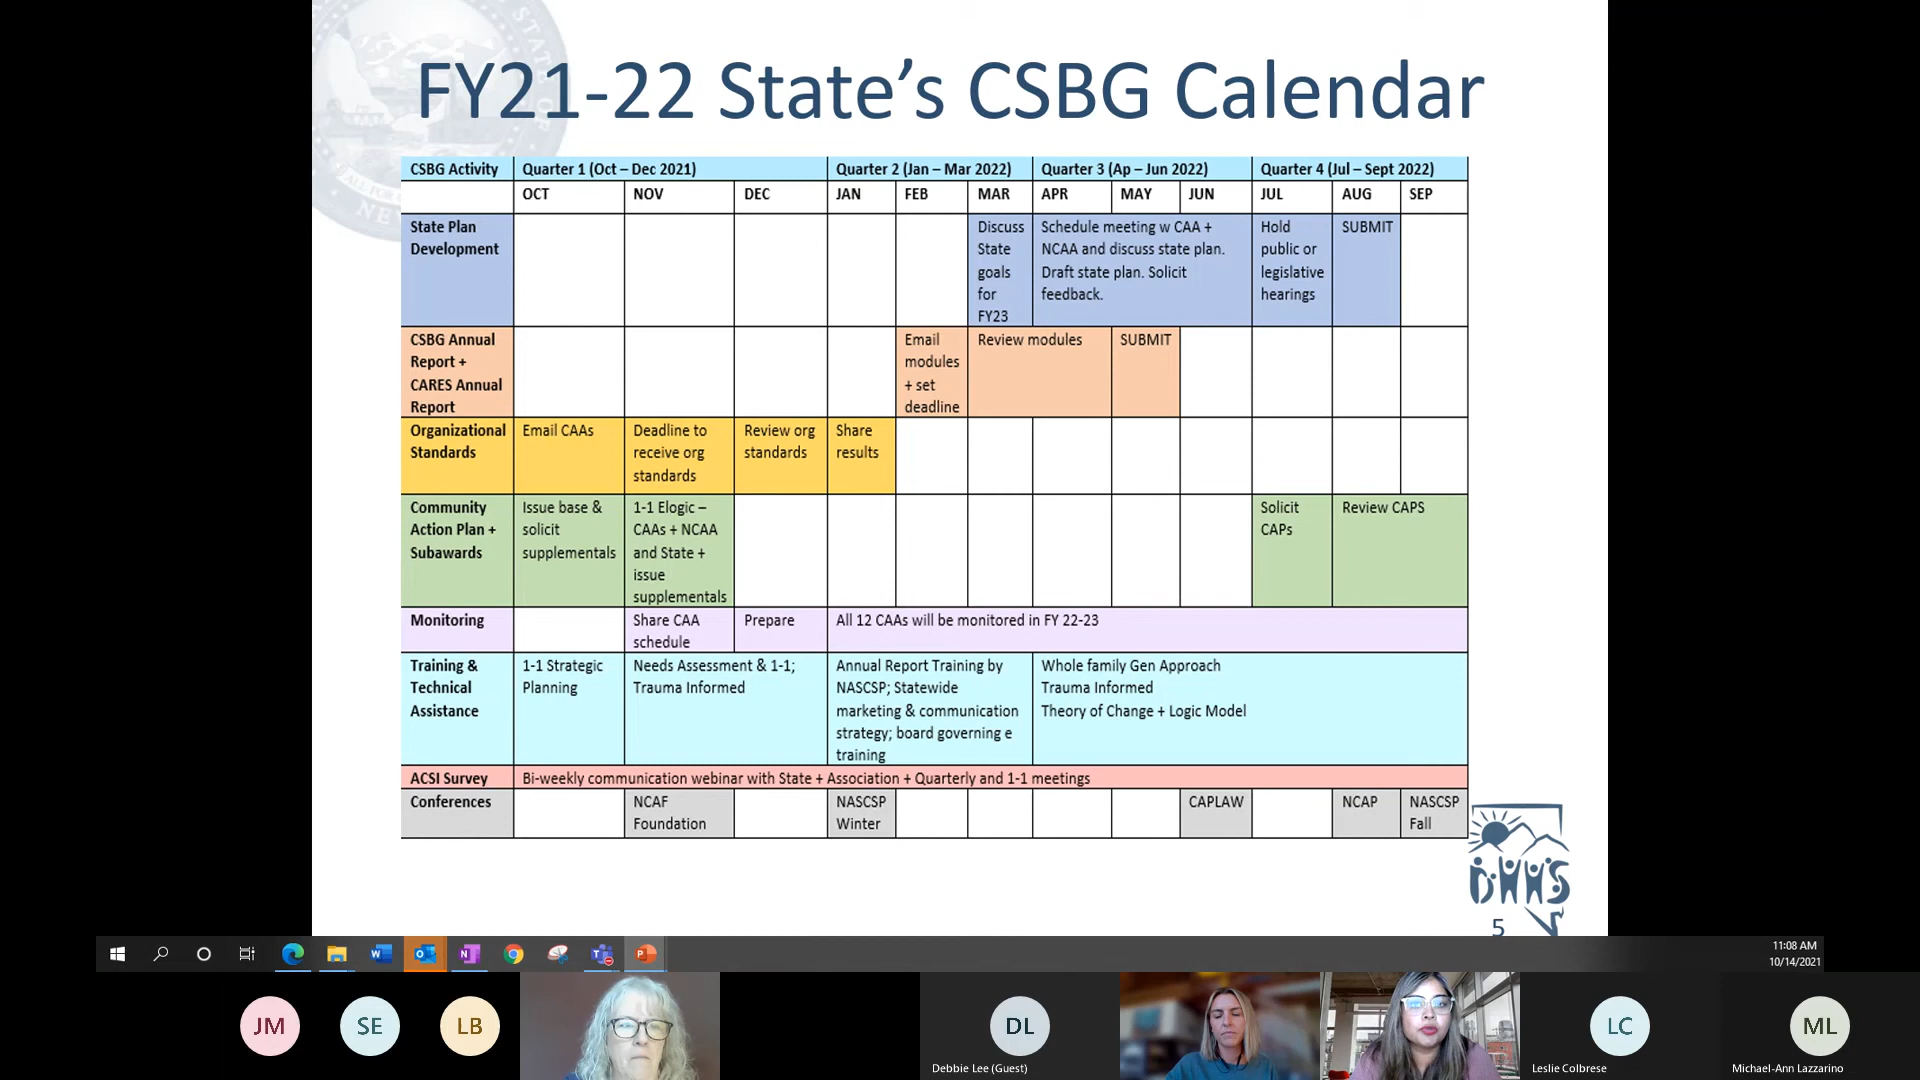 FY21-22 State's CSBG Calendar
CSBG Activity Quarter 1 (Oct – Dec 2021) Quarter 2 (Jan – Mar 2022) Quarter 3 (Ap – Jun 2022) Quarter 4 (Jul – Sept 2022)
OCT NOV DEC JAN FEB MAR APR MAY JUN JUL AUG SEP
State Plan
Development
Discuss
State
goals
for
FY23
Schedule meeting w CAA +
NCAA and discuss state plan.
Draft state plan. Solicit
feedback.
Hold
public or
legislative
hearings
SUBMIT
CSBG Annual
Report +
CARES Annual
Report
Email
modules
+ set
deadline
Review modules
SUBMIT
Organizational
Standards
Email CAAs
Deadline to
receive org
standards
Review org
standards
Share
results
Community
Action Plan +
Subawards
Issue base &
solicit
supplementals
1-1 Elogic –
CAAs + NCAA
and State +
issue
supplementals
Solicit
CAPs
Review CAPS
Monitoring
Share CAA
schedule
Prepare
All 12 CAAs will be monitored in FY 22-23
Training &
Technical
Assistance
1-1 Strategic
Planning
Needs Assessment & 1-1;
Trauma Informed
Annual Report Training by
NASCSP; Statewide
marketing & communication
strategy; board governing e
training
Whole family Gen Approach
Trauma Informed
Theory of Change + Logic Model
ACSI Survey
Bi-weekly communication webinar with State + Association + Quarterly and 1-1 meetings
Conferences
NCAF
Foundation
NASCSP
Winter
CAPLAW
NCAP
NASCSP
Fall
DHHS
5
11:08 AM
10/14/2021
JM
SE
LB
DL
Debbie Lee (Guest)
LC
Leslie Colbrese
ML
Michael-Ann Lazzarino